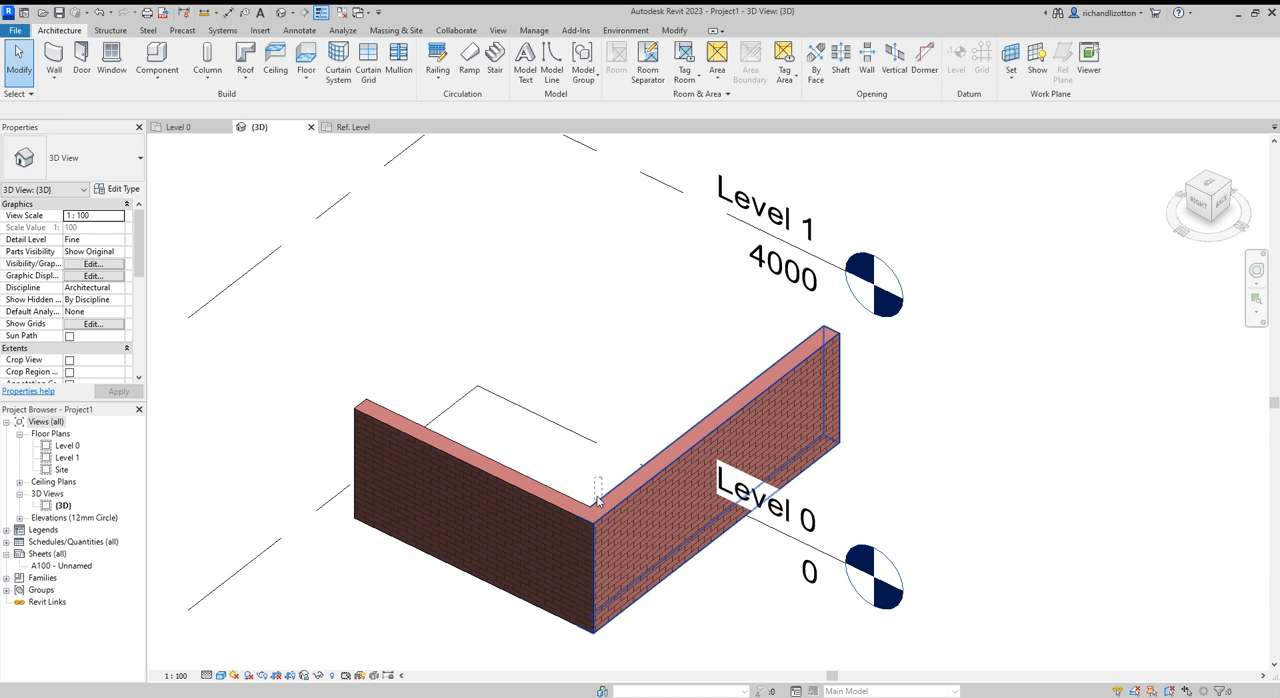 Autodesk Revit 2023 - Project1 - 3D View: {3D}
richandlizotton
File Architecture Structure Steel Precast Systems Insert Annotate Analyze Massing & Site Collaborate View Manage Add-Ins Environment Modify
Modify Wall Door Window Component Column Roof Ceiling Floor Curtain System Curtain Grid Mullion Railing Ramp Stair Model Text Model Line Model Group Room Room Separator Tag Room Area Area Boundary Tag Area By Face Shaft Wall Vertical Dormer Level Grid Set Show Ref Plane Viewer
Select Build Circulation Model Room & Area Opening Datum Work Plane
Properties
Level 0 {3D} Ref. Level
3D View
3D View: {3D} Edit Type
Graphics
View Scale 1 : 100
Scale Value 1: 100
Detail Level Fine
Parts Visibility Show Original
Visibility/Grap... Edit...
Graphic Displ... Edit...
Discipline Architectural
Show Hidden ... By Discipline
Default Analy... None
Show Grids Edit...
Sun Path
Extents
Crop View
Crop Region ...
Properties help Apply
Project Browser - Project1
Views (all)
Floor Plans
Level 0
Level 1
Site
Ceiling Plans
3D Views
{3D}
Elevations (12mm Circle)
Legends
Schedules/Quantities (all)
Sheets (all)
A100 - Unnamed
Families
Groups
Revit Links
Level 1
4000
Level 0
0
TOP
RIGHT
BACK
1 : 100
:0
Main Model
:0